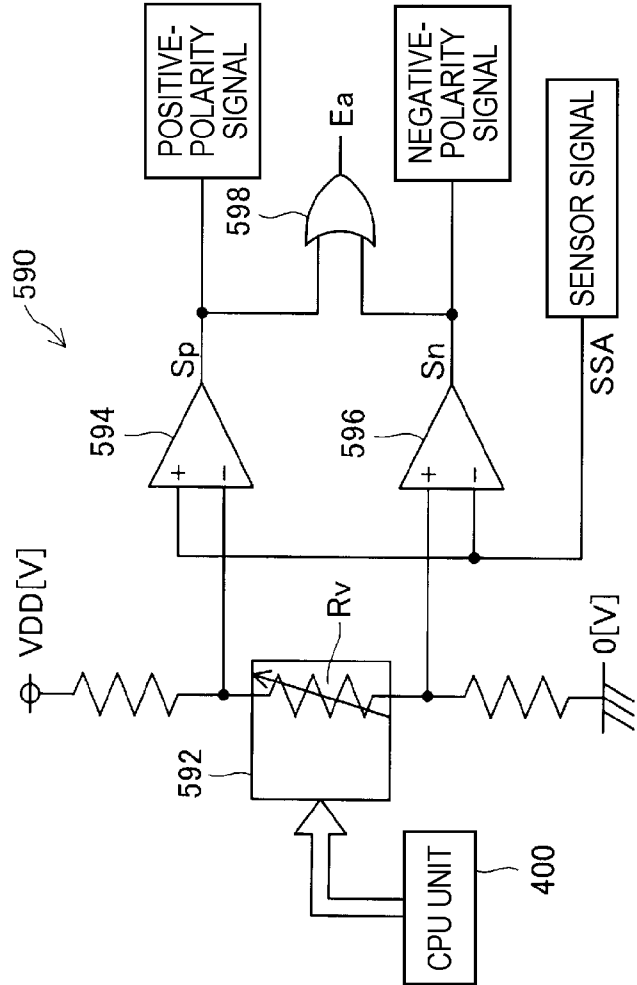 590
VDD[V]
594
+
−
Sp
POSITIVE-
POLARITY
SIGNAL
598
Ea
592
Rv
596
+
−
Sn
NEGATIVE-
POLARITY
SIGNAL
CPU UNIT
400
0[V]
SSA
SENSOR SIGNAL